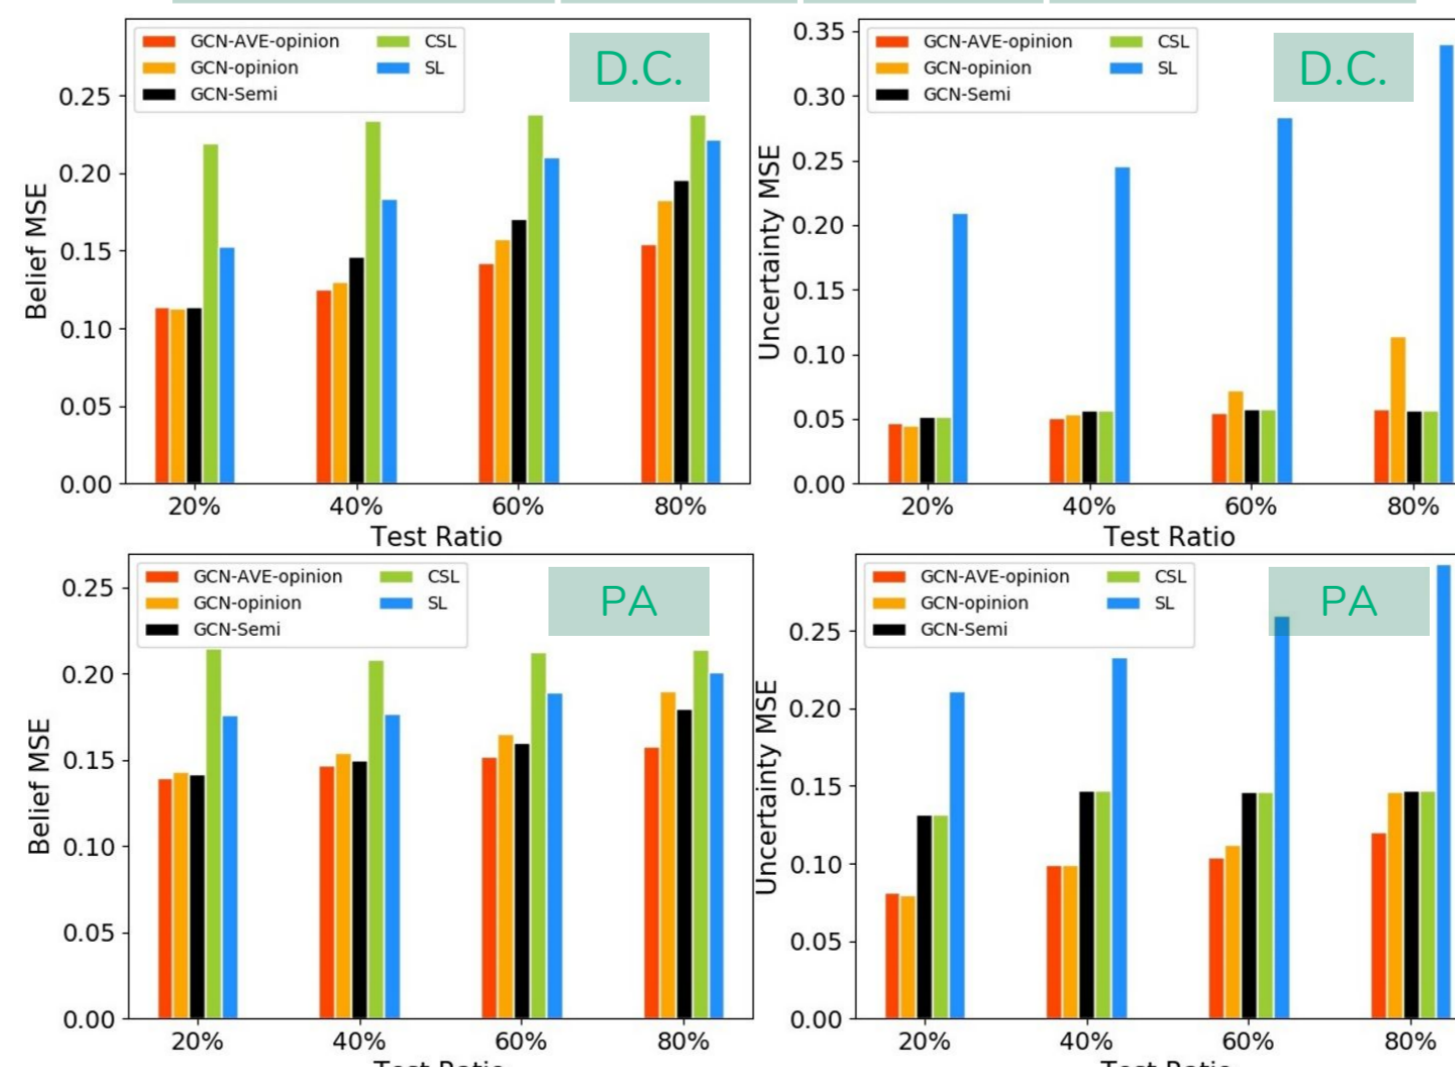 GCN-AVE-opinion CSL
GCN-opinion SL
GCN-Semi
D.C.
Belief MSE
0.25
0.20
0.15
0.10
0.05
0.00
20% 40% 60% 80%
Test Ratio
GCN-AVE-opinion CSL
GCN-opinion SL
GCN-Semi
D.C.
Uncertainty MSE
0.35
0.30
0.25
0.20
0.15
0.10
0.05
0.00
20% 40% 60% 80%
Test Ratio
GCN-AVE-opinion CSL
GCN-opinion SL
GCN-Semi
PA
Belief MSE
0.25
0.20
0.15
0.10
0.05
0.00
20% 40% 60% 80%
Test Ratio
GCN-AVE-opinion CSL
GCN-opinion SL
GCN-Semi
PA
Uncertainty MSE
0.25
0.20
0.15
0.10
0.05
0.00
20% 40% 60% 80%
Test Ratio